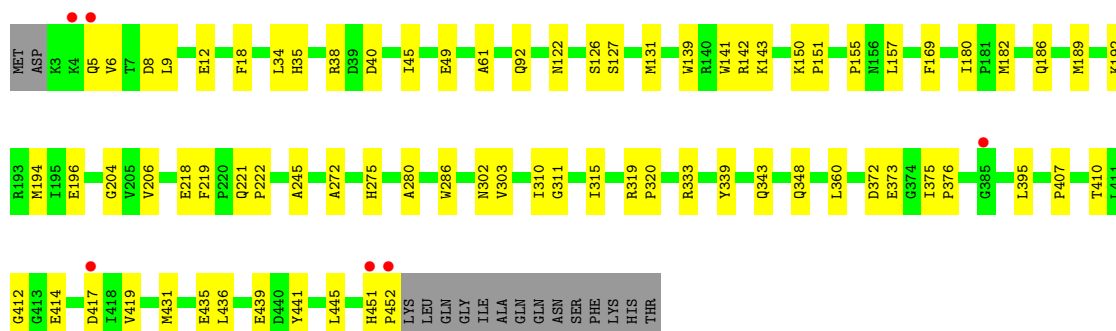 MET ASP K3 K4 Q5 V6 T7 D8 L9 E12 F18 L34 H35 R38 D39 D40 I45 E49 A61 Q92 N122 S126 S127 M131 W139 R140 W141 R142 K143 K150 P151 P155 N156 L157 F169 I180 P181 M182 Q186 M189
R193 M194 I195 E196 G204 V205 V206 E218 F219 P220 Q221 P222 A245 A272 H275 A280 W286 N302 V303 I310 G311 I315 R319 P320 R333 Y339 Q343 Q348 L360 D372 E373 G374 I375 P376 G385 L395 P407 T410 L411
G412 G413 E414 D417 I418 V419 M431 E435 L436 E439 D440 Y441 L445 H451 P452 LYS LEU GLN GLY ILE ALA GLN GLN ASN SER PHE LYS HIS THR